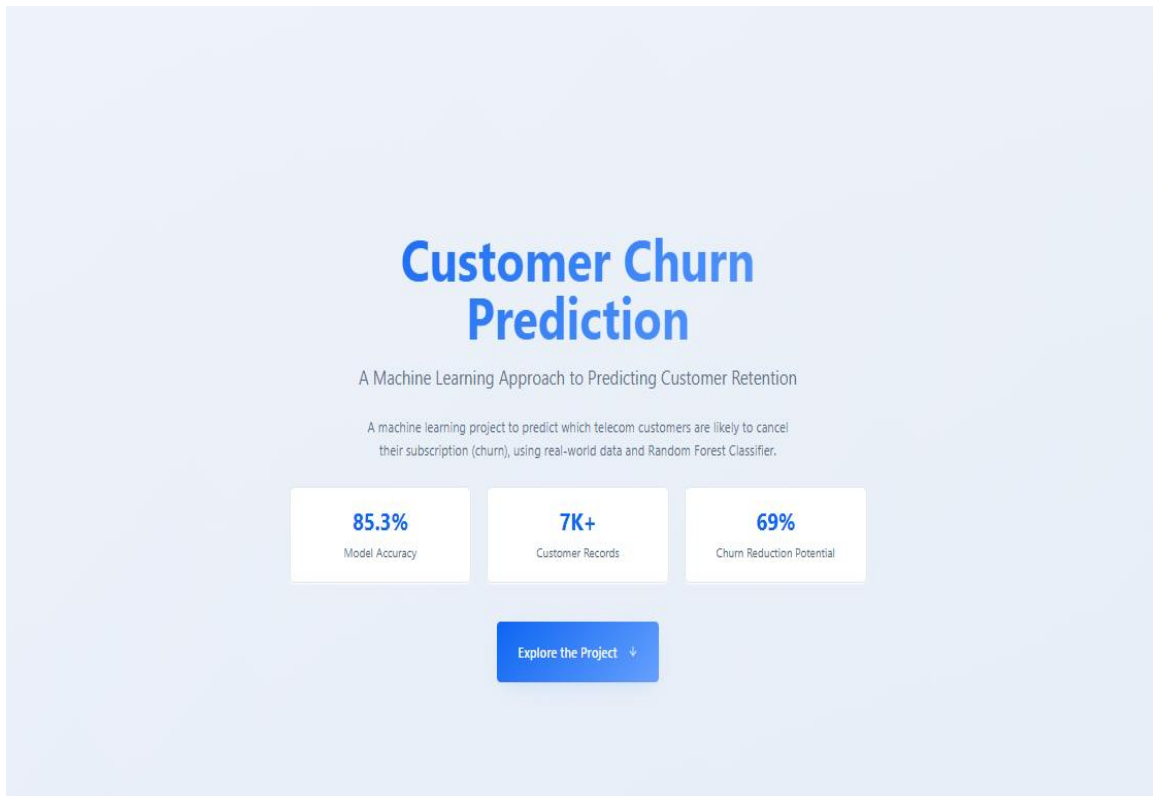 Customer Churn
Prediction
A Machine Learning Approach to Predicting Customer Retention
A machine learning project to predict which telecom customers are likely to cancel
their subscription (churn), using real-world data and Random Forest Classifier.
85.3%
Model Accuracy
7K+
Customer Records
69%
Churn Reduction Potential
Explore the Project ↓